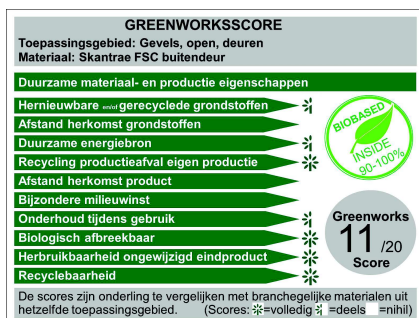 GREENWORKSSCORE
Toepassingsgebied: Gevels, open, deuren
Materiaal: Skantrae FSC buitendeur
Duurzame materiaal- en productie eigenschappen
Hernieuwbare en/of gerecyclede grondstoffen
Afstand herkomst grondstoffen
Duurzame energiebron
Recycling productieafval eigen productie
Afstand herkomst product
Bijzondere milieuwinst
Onderhoud tijdens gebruik
Biologisch afbreekbaar
Herbruikbaarheid ongewijzigd eindproduct
Recyclebaarheid
BIOBASED
INSIDE
90-100%
Greenworks
11/20
Score
De scores zijn onderling te vergelijken met branchegelijke materialen uit
hetzelfde toepassingsgebied. (Scores: =volledig =deels =nihil)